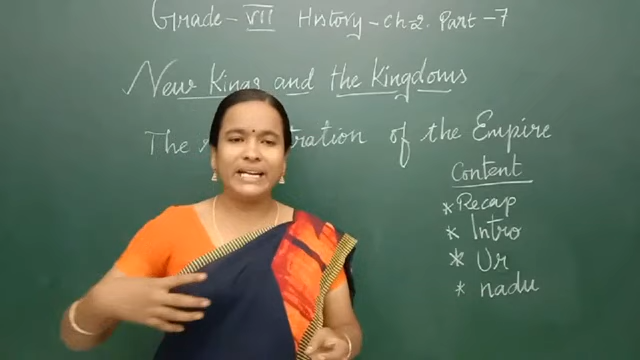 Grade - VII History - Ch 2. Part - 7
New Kings and the Kingdoms
The of the Empire
Content
* Recap
* Intro
* Ur
* nadu